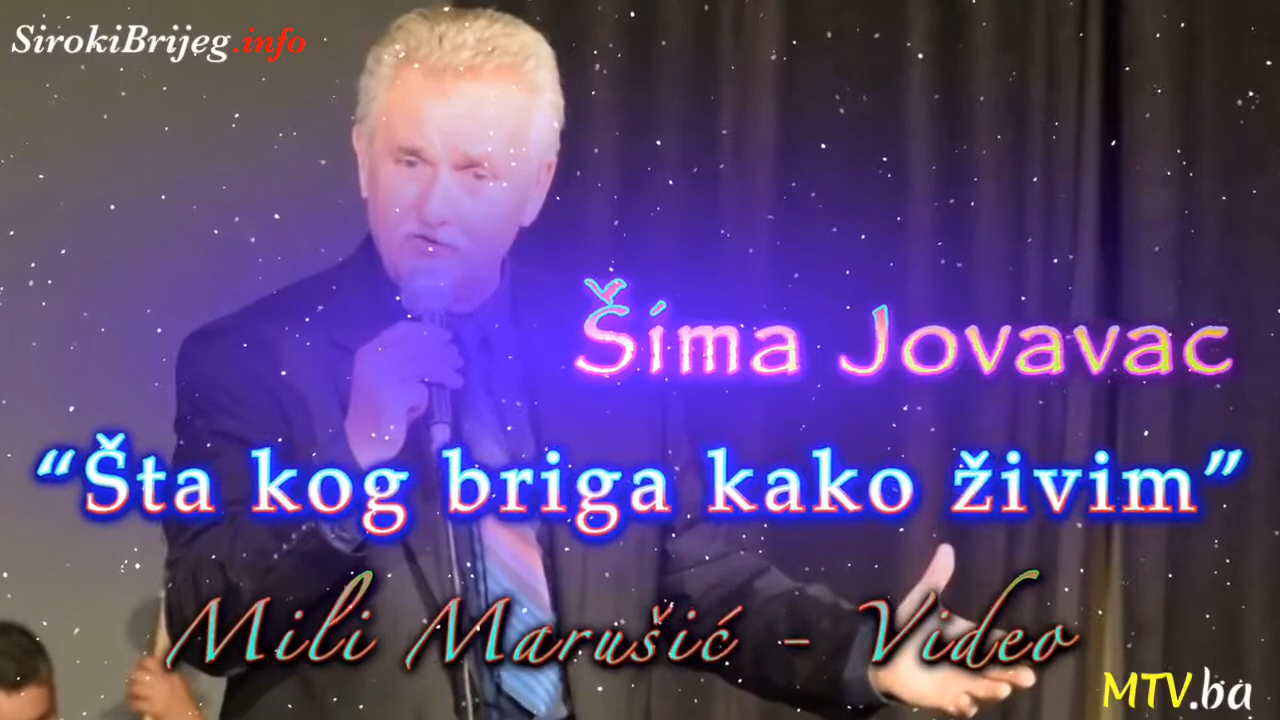 SirokiBrijeg.info
Šima Jovavac
“Šta kog briga kako živim”
Mili Marušić - Video
MTV.ba